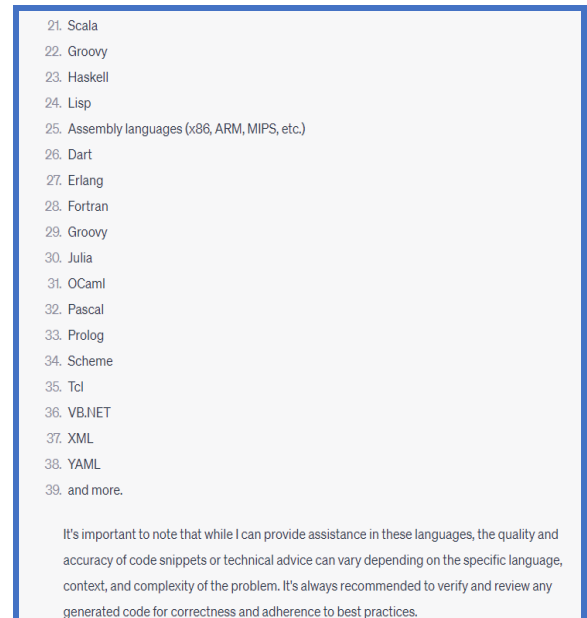 21. Scala
22. Groovy
23. Haskell
24. Lisp
25. Assembly languages (x86, ARM, MIPS, etc.)
26. Dart
27. Erlang
28. Fortran
29. Groovy
30. Julia
31. OCaml
32. Pascal
33. Prolog
34. Scheme
35. Tcl
36. VB.NET
37. XML
38. YAML
39. and more.
It's important to note that while I can provide assistance in these languages, the quality and
accuracy of code snippets or technical advice can vary depending on the specific language,
context, and complexity of the problem. It's always recommended to verify and review any
generated code for correctness and adherence to best practices.